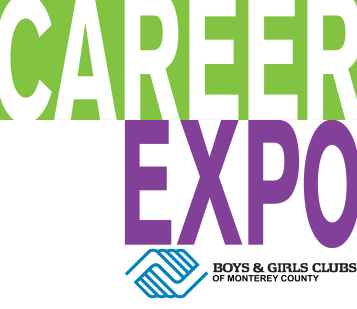 CAREER
EXPO
BOYS & GIRLS CLUBS
OF MONTEREY COUNTY